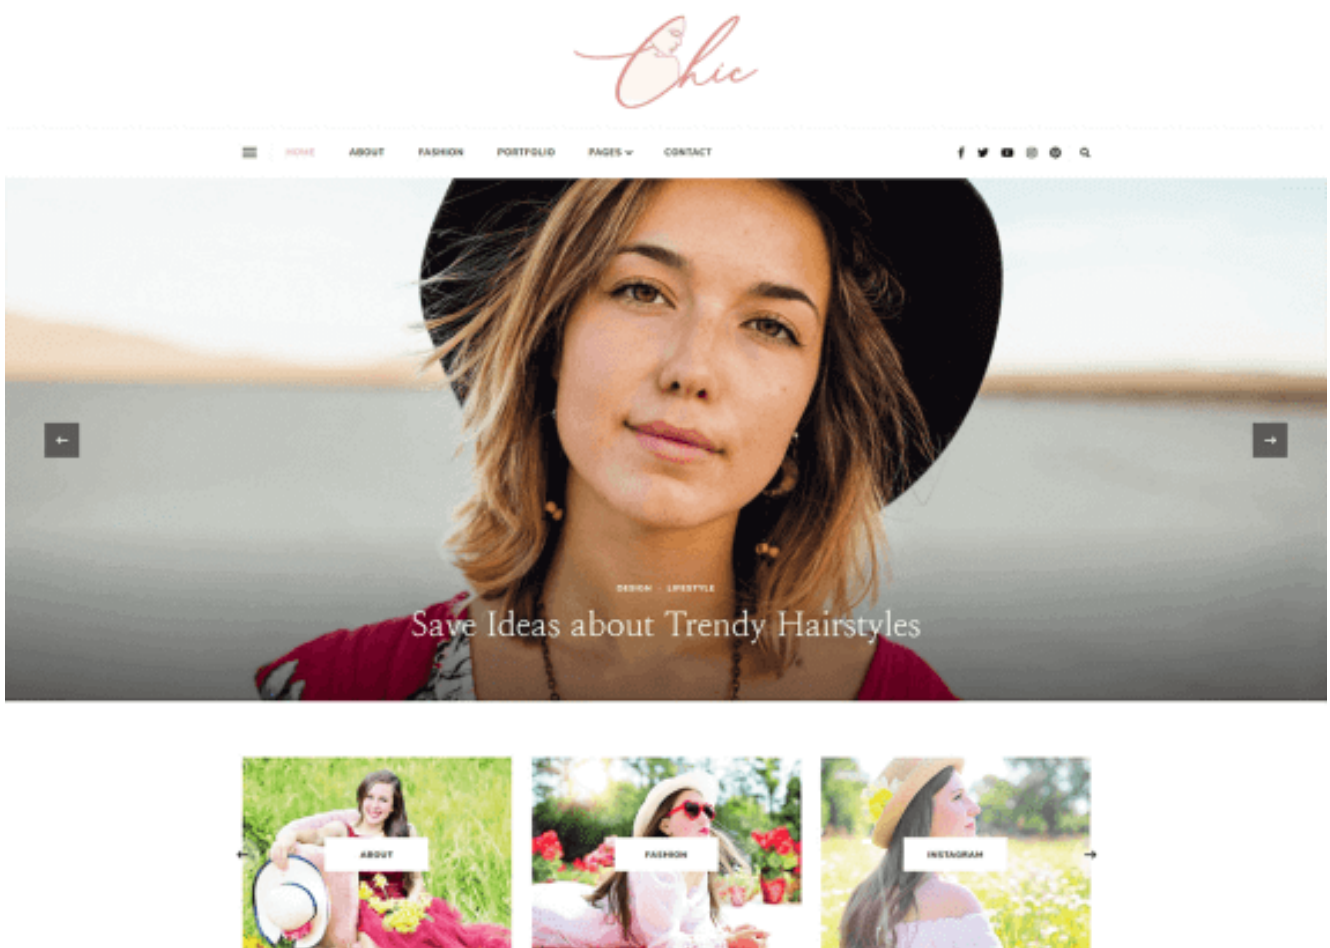 Chic
HOME ABOUT FASHION PORTFOLIO PAGES CONTACT
DESIGN - LIFESTYLE
Save Ideas about Trendy Hairstyles
ABOUT FASHION INSTAGRAM